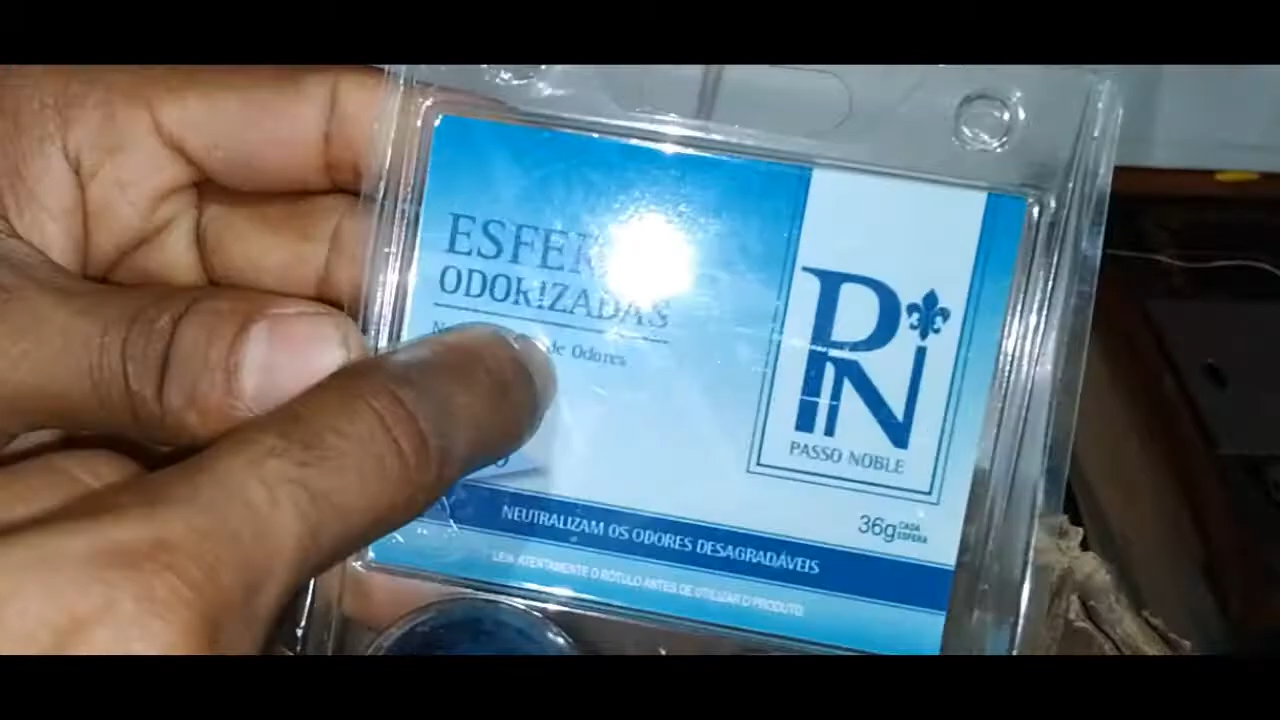 ODORIZADAS
de Odores
PN
PASSO NOBLE
36g CADA ESFERA
NEUTRALIZAM OS ODORES DESAGRADÁVEIS
LEIA ATENTAMENTE O RÓTULO ANTES DE UTILIZAR O PRODUTO